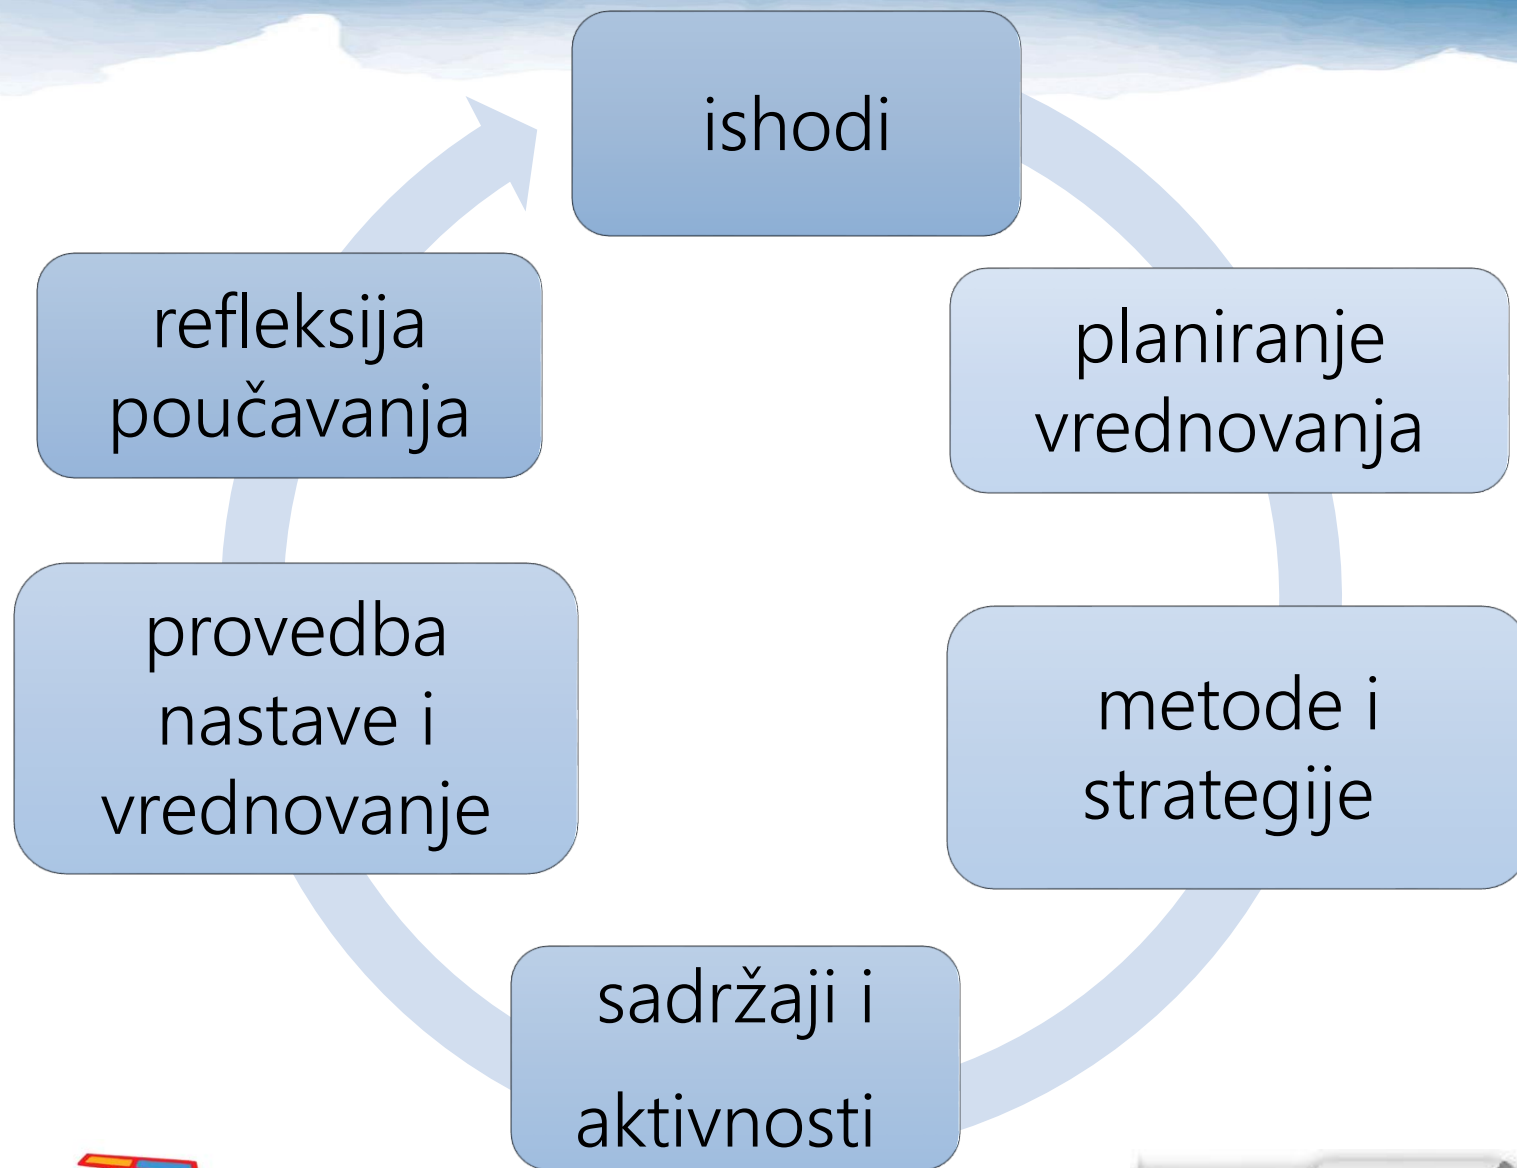 ishodi
planiranje
vrednovanja
metode i
strategije
sadržaji i
aktivnosti
provedba
nastave i
vrednovanje
refleksija
poučavanja